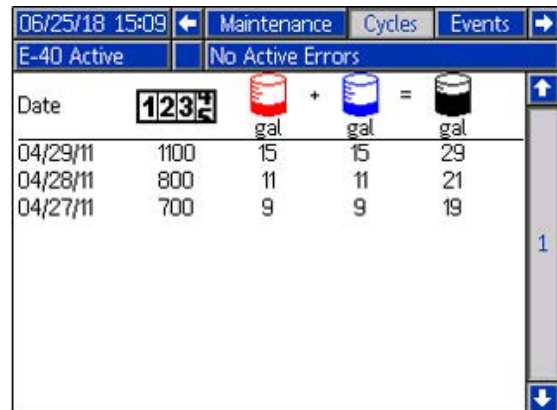 06/25/18 15:09 Maintenance Cycles Events
E-40 Active No Active Errors
Date 1234 + =
gal gal gal
04/29/11 1100 15 15 29
04/28/11 800 11 11 21
04/27/11 700 9 9 19
1